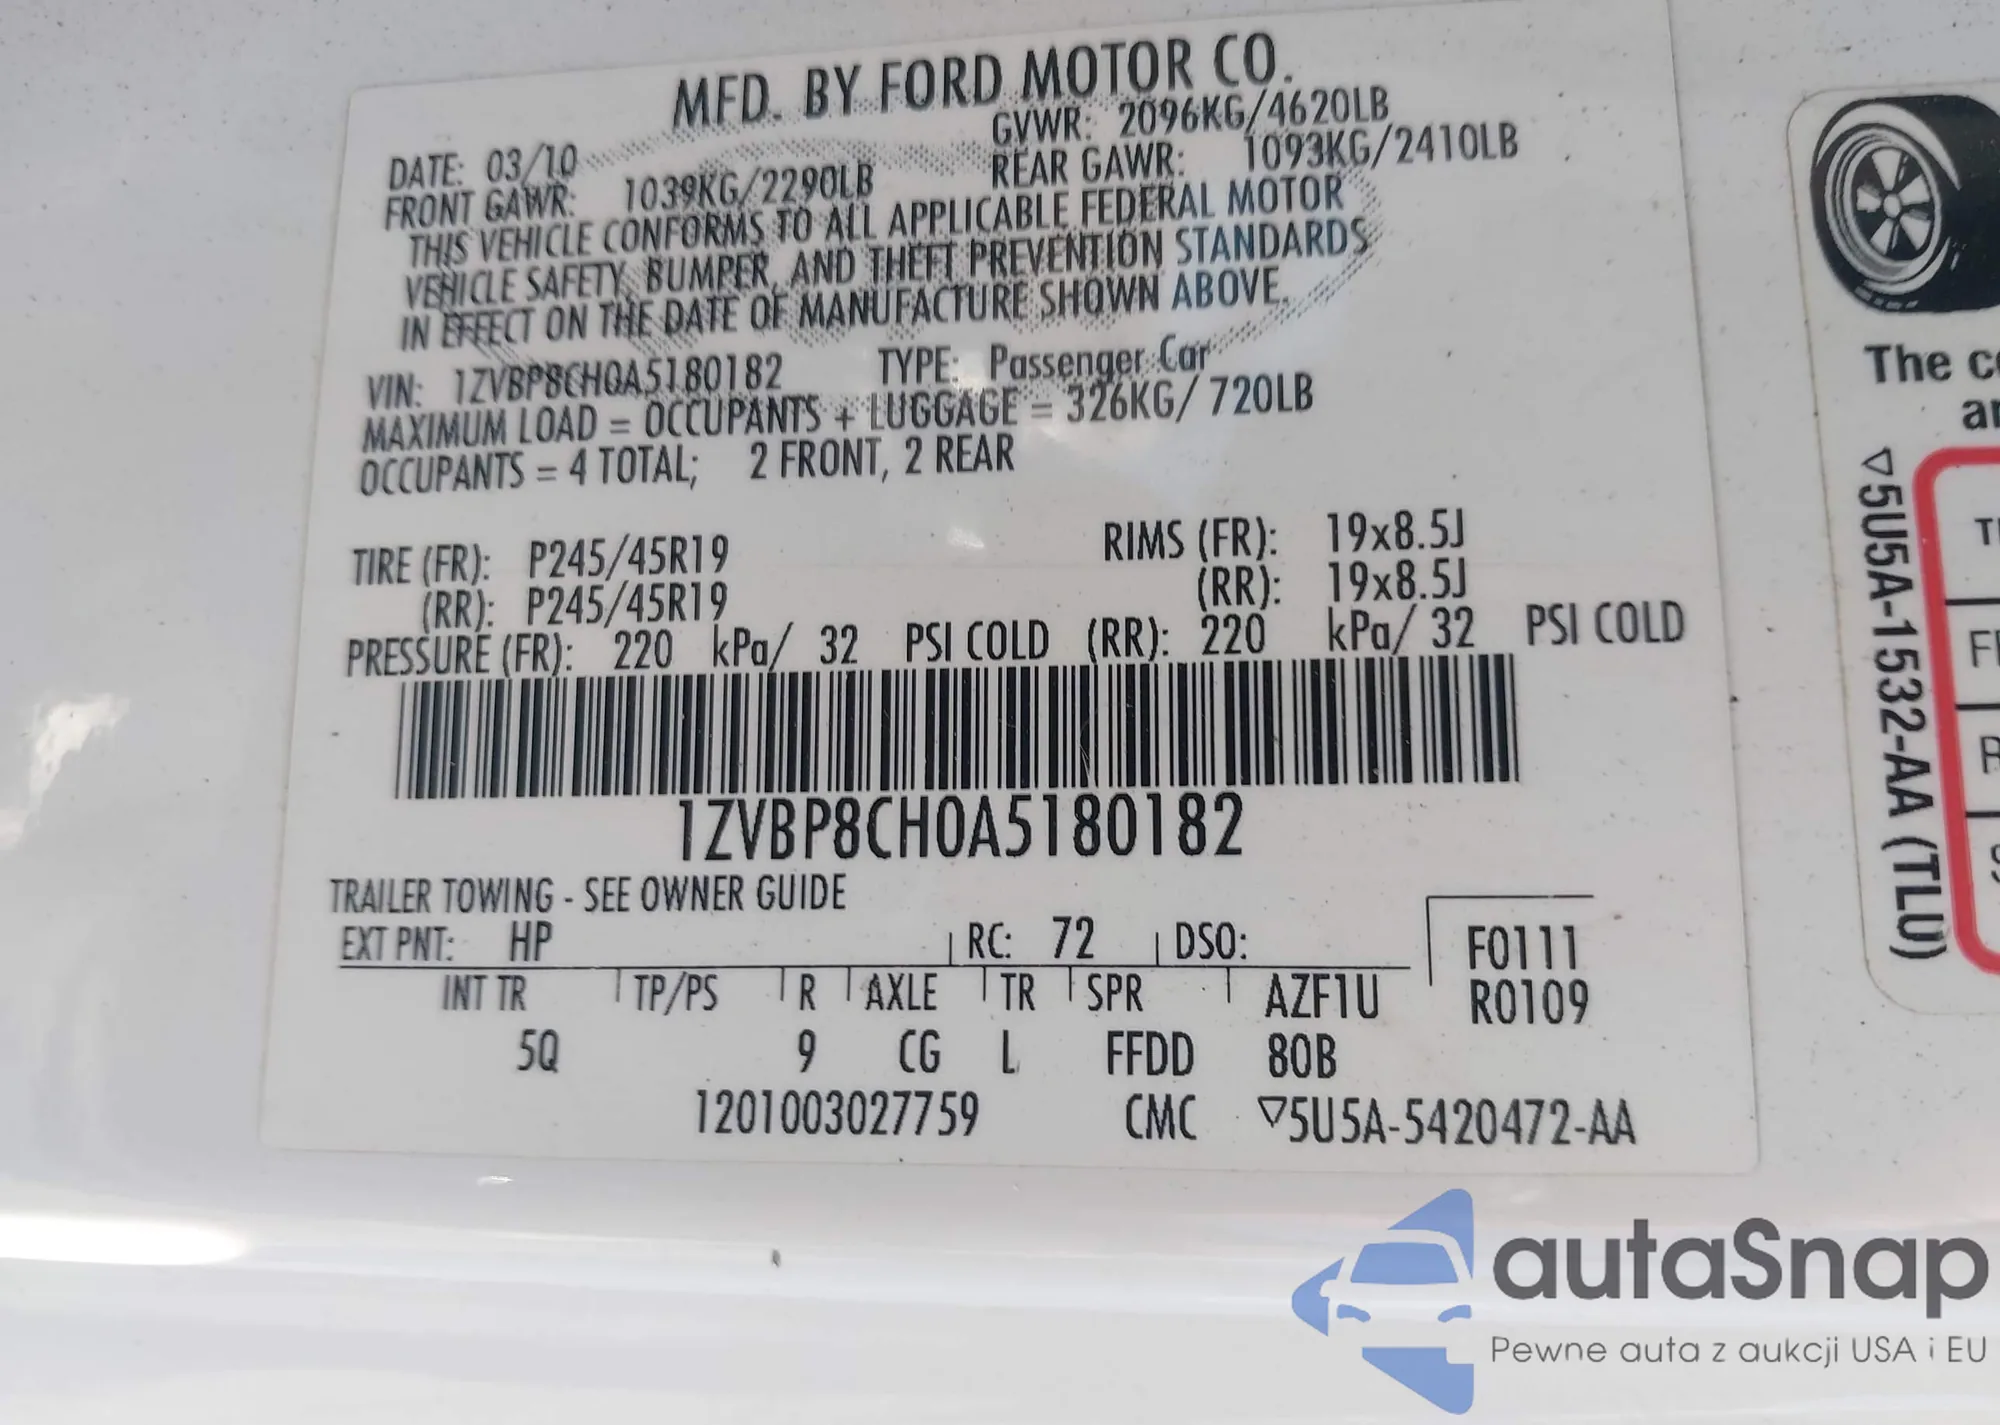 MFD. BY FORD MOTOR CO.
DATE: 03/10 GVWR: 2096KG/4620LB
FRONT GAWR: 1039KG/2290LB REAR GAWR: 1093KG/2410LB
THIS VEHICLE CONFORMS TO ALL APPLICABLE FEDERAL MOTOR
VEHICLE SAFETY, BUMPER, AND THEFT PREVENTION STANDARDS
IN EFFECT ON THE DATE OF MANUFACTURE SHOWN ABOVE.
VIN: 1ZVBP8CH0A5180182 TYPE: Passenger Car
MAXIMUM LOAD = OCCUPANTS + LUGGAGE = 326KG/ 720LB
OCCUPANTS = 4 TOTAL; 2 FRONT, 2 REAR
TIRE (FR): P245/45R19 RIMS (FR): 19x8.5J
(RR): P245/45R19 (RR): 19x8.5J
PRESSURE (FR): 220 kPa/ 32 PSI COLD (RR): 220 kPa/ 32 PSI COLD
1ZVBP8CH0A5180182
TRAILER TOWING - SEE OWNER GUIDE
EXT PNT: HP RC: 72 DSO: F0111
INT TR TP/PS R AXLE TR SPR AZF1U R0109
5Q 9 CG L FFDD 80B
1201003027759 CMC ▽5U5A-5420472-AA
The
▽5U5A-1532-AA (TLU)
autaSnap
Pewne auta z aukcji USA i EU